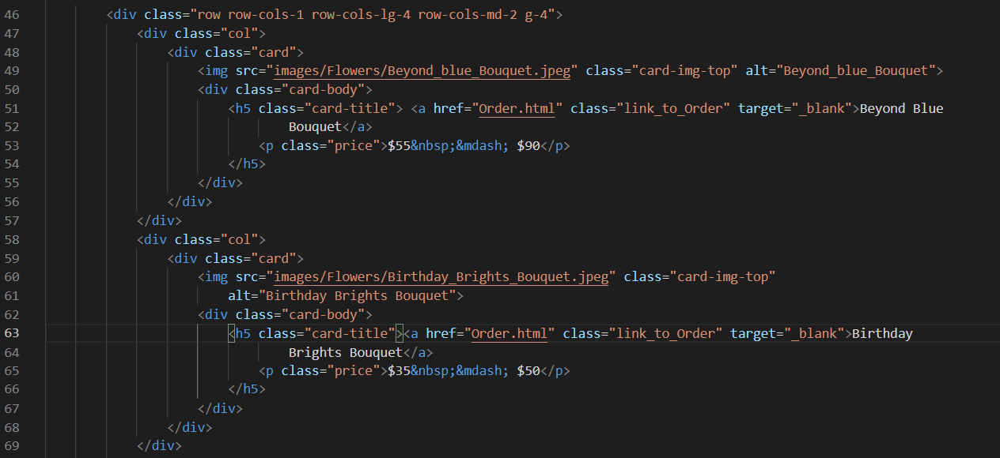 46 <div class="row row-cols-1 row-cols-lg-4 row-cols-md-2 g-4">
47 <div class="col">
48 <div class="card">
49 <img src="images/Flowers/Beyond_blue_Bouquet.jpeg" class="card-img-top" alt="Beyond_blue_Bouquet">
50 <div class="card-body">
51 <h5 class="card-title"> <a href="Order.html" class="link_to_Order" target="_blank">Beyond Blue
52 Bouquet</a>
53 <p class="price">$55&nbsp;&mdash; $90</p>
54 </h5>
55 </div>
56 </div>
57 </div>
58 <div class="col">
59 <div class="card">
60 <img src="images/Flowers/Birthday_Brights_Bouquet.jpeg" class="card-img-top"
61 alt="Birthday Brights Bouquet">
62 <div class="card-body">
63 <h5 class="card-title"><a href="Order.html" class="link_to_Order" target="_blank">Birthday
64 Brights Bouquet</a>
65 <p class="price">$35&nbsp;&mdash; $50</p>
66 </h5>
67 </div>
68 </div>
69 </div>